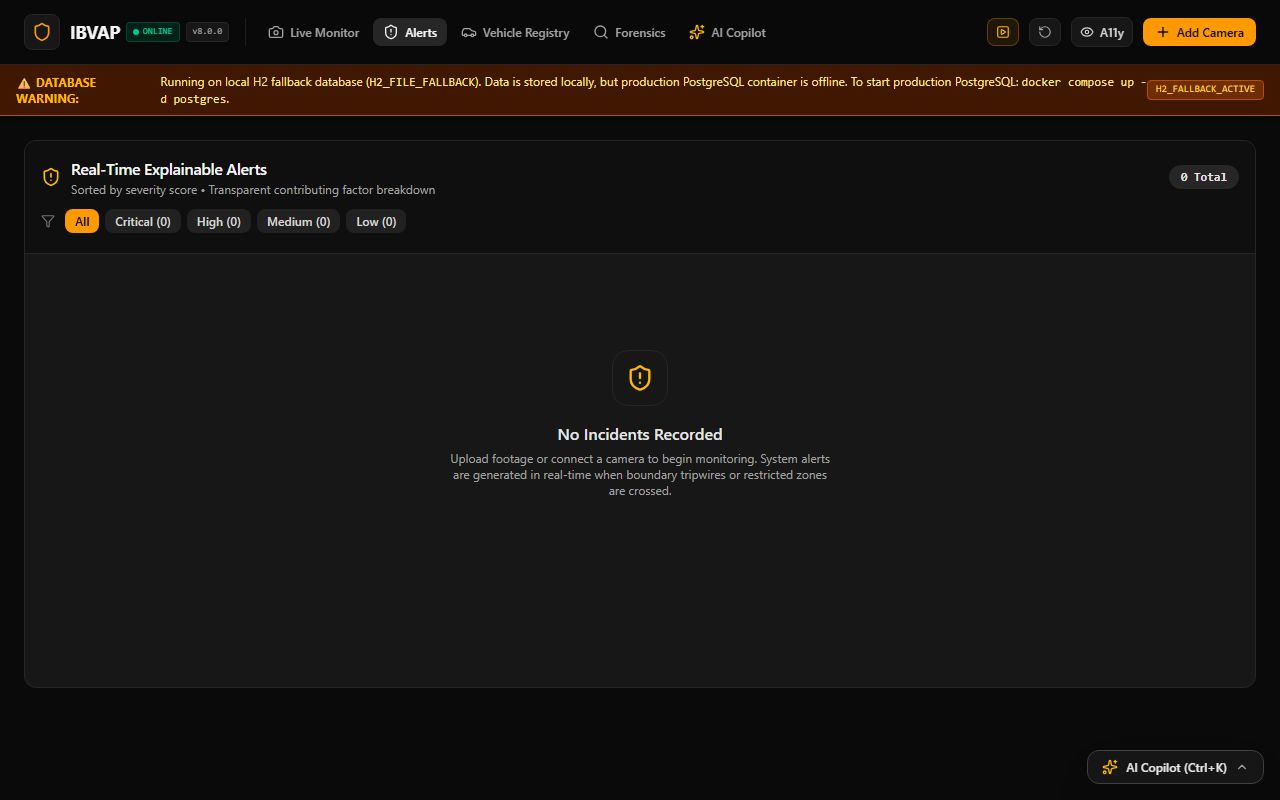 IBVAP ONLINE v8.0.0 Live Monitor Alerts Vehicle Registry Forensics AI Copilot A11y Add Camera
DATABASE WARNING:
Running on local H2 fallback database (H2_FILE_FALLBACK). Data is stored locally, but production PostgreSQL container is offline. To start production PostgreSQL: docker compose up -
d postgres.
H2_FALLBACK_ACTIVE
Real-Time Explainable Alerts
Sorted by severity score • Transparent contributing factor breakdown
0 Total
All Critical (0) High (0) Medium (0) Low (0)
No Incidents Recorded
Upload footage or connect a camera to begin monitoring. System alerts
are generated in real-time when boundary tripwires or restricted zones
are crossed.
AI Copilot (Ctrl+K)